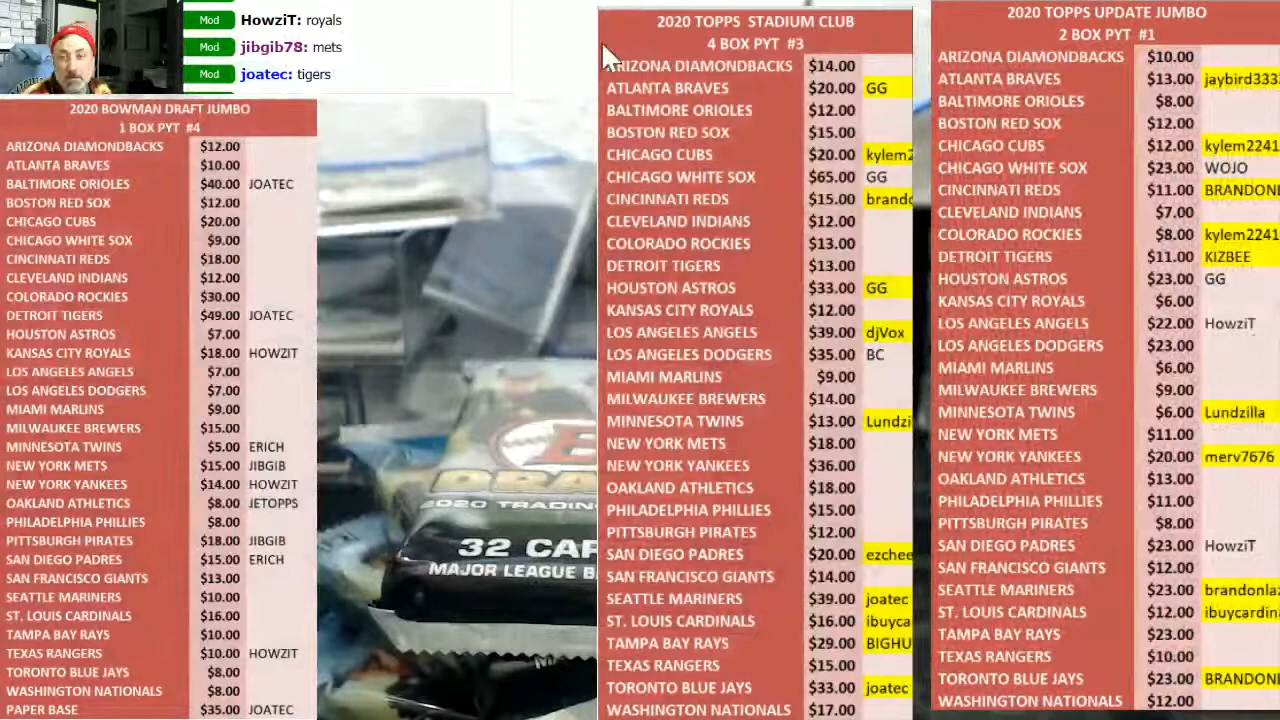 Mod HowziT: royals
Mod jibgib78: mets
Mod joatec: tigers
2020 BOWMAN DRAFT JUMBO
1 BOX PYT #4
ARIZONA DIAMONDBACKS $12.00
ATLANTA BRAVES $10.00
BALTIMORE ORIOLES $40.00 JOATEC
BOSTON RED SOX $12.00
CHICAGO CUBS $20.00
CHICAGO WHITE SOX $9.00
CINCINNATI REDS $18.00
CLEVELAND INDIANS $12.00
COLORADO ROCKIES $30.00
DETROIT TIGERS $49.00 JOATEC
HOUSTON ASTROS $7.00
KANSAS CITY ROYALS $18.00 HOWZIT
LOS ANGELES ANGELS $7.00
LOS ANGELES DODGERS $7.00
MIAMI MARLINS $9.00
MILWAUKEE BREWERS $15.00
MINNESOTA TWINS $5.00 ERICH
NEW YORK METS $15.00 JIBGIB
NEW YORK YANKEES $14.00 HOWZIT
OAKLAND ATHLETICS $8.00 JETOPPS
PHILADELPHIA PHILLIES $8.00
PITTSBURGH PIRATES $18.00 JIBGIB
SAN DIEGO PADRES $15.00 ERICH
SAN FRANCISCO GIANTS $13.00
SEATTLE MARINERS $10.00
ST. LOUIS CARDINALS $16.00
TAMPA BAY RAYS $10.00
TEXAS RANGERS $10.00 HOWZIT
TORONTO BLUE JAYS $8.00
WASHINGTON NATIONALS $8.00
PAPER BASE $35.00 JOATEC
2020 TRADIN
32 CAR
MAJOR LEAGUE B
2020 TOPPS STADIUM CLUB
4 BOX PYT #3
ARIZONA DIAMONDBACKS $14.00
ATLANTA BRAVES $20.00 GG
BALTIMORE ORIOLES $12.00
BOSTON RED SOX $15.00
CHICAGO CUBS $20.00 kylem2
CHICAGO WHITE SOX $65.00 GG
CINCINNATI REDS $15.00 brando
CLEVELAND INDIANS $12.00
COLORADO ROCKIES $13.00
DETROIT TIGERS $13.00
HOUSTON ASTROS $33.00 GG
KANSAS CITY ROYALS $12.00
LOS ANGELES ANGELS $39.00 djVox
LOS ANGELES DODGERS $35.00 BC
MIAMI MARLINS $9.00
MILWAUKEE BREWERS $14.00
MINNESOTA TWINS $13.00 Lundzi
NEW YORK METS $18.00
NEW YORK YANKEES $36.00
OAKLAND ATHLETICS $18.00
PHILADELPHIA PHILLIES $15.00
PITTSBURGH PIRATES $12.00
SAN DIEGO PADRES $20.00 ezchee
SAN FRANCISCO GIANTS $14.00
SEATTLE MARINERS $39.00 joatec
ST. LOUIS CARDINALS $16.00 ibuyca
TAMPA BAY RAYS $29.00 BIGHU
TEXAS RANGERS $15.00
TORONTO BLUE JAYS $33.00 joatec
WASHINGTON NATIONALS $17.00
2020 TOPPS UPDATE JUMBO
2 BOX PYT #1
ARIZONA DIAMONDBACKS $10.00
ATLANTA BRAVES $13.00 jaybird333
BALTIMORE ORIOLES $8.00
BOSTON RED SOX $12.00
CHICAGO CUBS $12.00 kylem2241
CHICAGO WHITE SOX $23.00 WOJO
CINCINNATI REDS $11.00 BRANDONL
CLEVELAND INDIANS $7.00
COLORADO ROCKIES $8.00 kylem2241
DETROIT TIGERS $11.00 KIZBEE
HOUSTON ASTROS $23.00 GG
KANSAS CITY ROYALS $6.00
LOS ANGELES ANGELS $22.00 HowziT
LOS ANGELES DODGERS $23.00
MIAMI MARLINS $6.00
MILWAUKEE BREWERS $9.00
MINNESOTA TWINS $6.00 Lundzilla
NEW YORK METS $11.00
NEW YORK YANKEES $20.00 merv7676
OAKLAND ATHLETICS $13.00
PHILADELPHIA PHILLIES $11.00
PITTSBURGH PIRATES $8.00
SAN DIEGO PADRES $23.00 HowziT
SAN FRANCISCO GIANTS $12.00
SEATTLE MARINERS $23.00 brandonla
ST. LOUIS CARDINALS $12.00 ibuycardin
TAMPA BAY RAYS $23.00
TEXAS RANGERS $10.00
TORONTO BLUE JAYS $23.00 BRANDONL
WASHINGTON NATIONALS $12.00